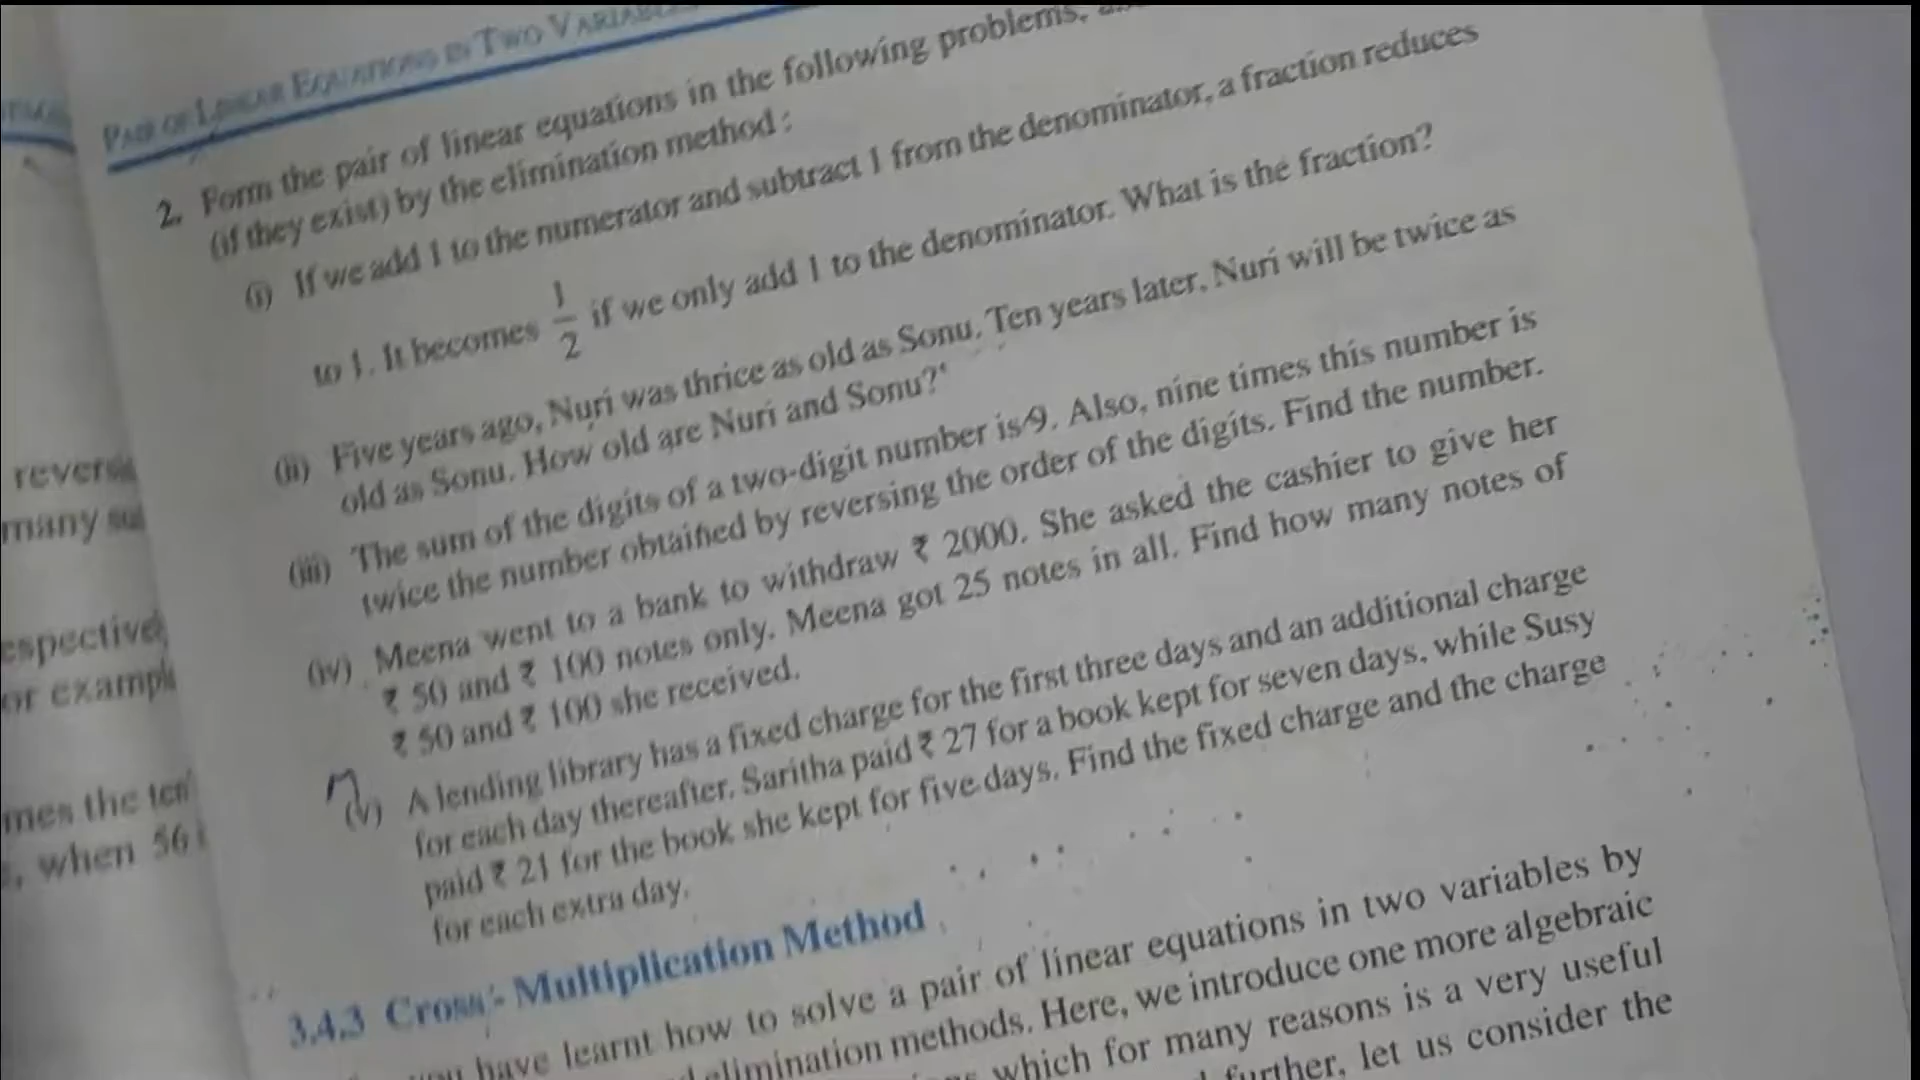 PAIR OF LINEAR EQUATIONS IN TWO
2. Form the pair of linear equations in the following problems,
(if they exist) by the elimination method :
(i) If we add 1 to the numerator and subtract 1 from the denominator, a fraction reduces
to 1. It becomes 1/2 if we only add 1 to the denominator. What is the fraction?
(ii) Five years ago, Nuri was thrice as old as Sonu. Ten years later, Nuri will be twice as
old as Sonu. How old are Nuri and Sonu?
(iii) The sum of the digits of a two-digit number is 9. Also, nine times this number is
twice the number obtained by reversing the order of the digits. Find the number.
(iv) Meena went to a bank to withdraw ₹ 2000. She asked the cashier to give her
₹ 50 and ₹ 100 notes only. Meena got 25 notes in all. Find how many notes of
₹ 50 and ₹ 100 she received.
(v) A lending library has a fixed charge for the first three days and an additional charge
for each day thereafter. Saritha paid ₹ 27 for a book kept for seven days, while Susy
paid ₹ 21 for the book she kept for five days. Find the fixed charge and the charge
for each extra day.
3.4.3 Cross - Multiplication Method
have learnt how to solve a pair of linear equations in two variables by
elimination methods. Here, we introduce one more algebraic
which for many reasons is a very useful
further, let us consider the
many
mes the
, when 56